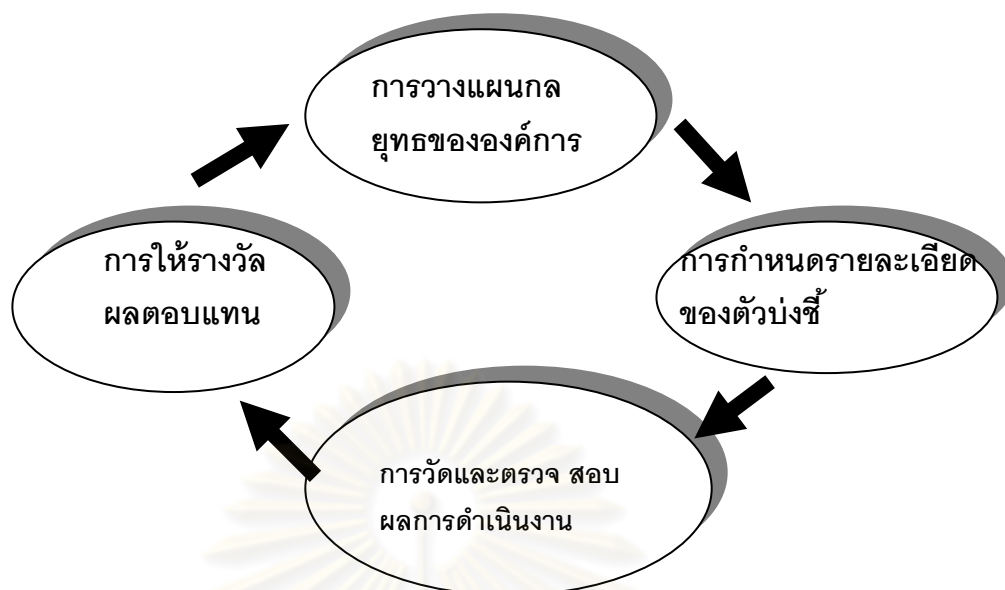 การวางแผนกล
ยุทธขององค์การ
การให้รางวัล
ผลตอบแทน
การกำหนดรายละเอียด
ของตัวบ่งชี้
การวัดและตรวจ สอบ
ผลการดำเนินงาน